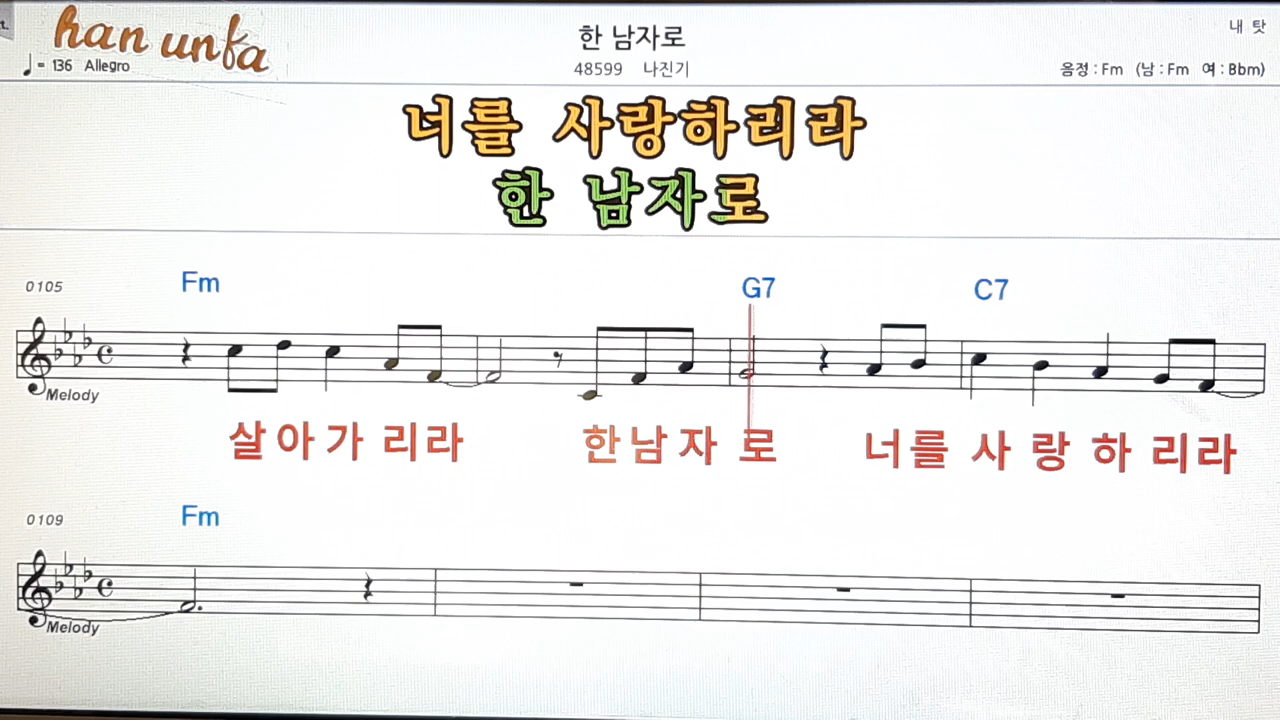 han unfa
내 탓
한 남자로
♩= 136 Allegro
48599 나진기
음정 : Fm (남 : Fm 여 : Bbm)
너를 사랑하리라
한 남자로
0105 Fm G7 C7
Melody
살아가 리라 한남자 로 너를 사 랑 하 리라
0109 Fm
Melody